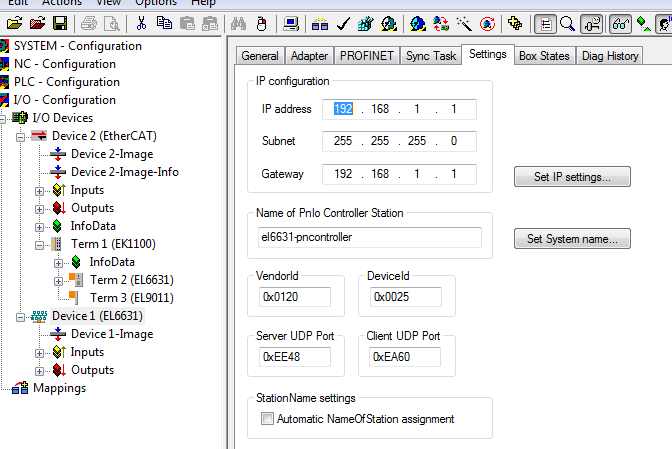 Edit Actions View Options Help
SYSTEM - Configuration
NC - Configuration
PLC - Configuration
I/O - Configuration
I/O Devices
Device 2 (EtherCAT)
Device 2-Image
Device 2-Image-Info
Inputs
Outputs
InfoData
Term 1 (EK1100)
InfoData
Term 2 (EL6631)
Term 3 (EL9011)
Device 1 (EL6631)
Device 1-Image
Inputs
Outputs
Mappings
General Adapter PROFINET Sync Task Settings Box States Diag History
IP configuration
IP address 192 . 168 . 1 . 1
Subnet 255 . 255 . 255 . 0
Gateway 192 . 168 . 1 . 1
Set IP settings...
Name of PnIo Controller Station
el6631-pncontroller
Set System name...
VendorId DeviceId
0x0120 0x0025
Server UDP Port Client UDP Port
0xEE48 0xEA60
StationName settings
Automatic NameOfStation assignment